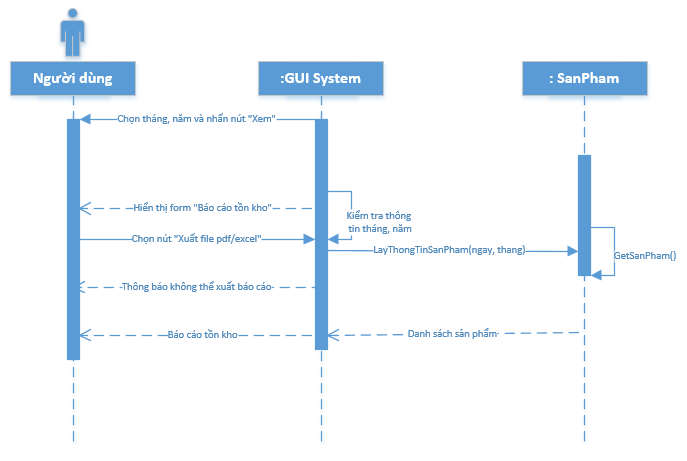 Người dùng
:GUI System
: SanPham
Chọn tháng, năm và nhấn nút "Xem"
Hiển thị form "Báo cáo tồn kho"
Kiểm tra thông
tin tháng, năm
Chọn nút "Xuất file pdf/excel"
LayThongTinSanPham(ngay, thang)
GetSanPham()
Thông báo không thể xuất báo cáo
Báo cáo tồn kho
Danh sách sản phẩm